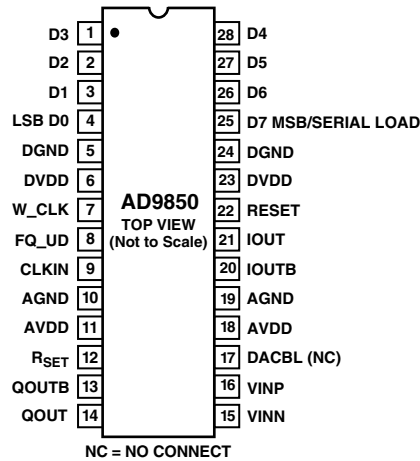 D3 1 28 D4
D2 2 27 D5
D1 3 26 D6
LSB D0 4 25 D7 MSB/SERIAL LOAD
DGND 5 24 DGND
DVDD 6 23 DVDD
W_CLK 7 22 RESET
FQ_UD 8 21 IOUT
CLKIN 9 20 IOUTB
AGND 10 19 AGND
AVDD 11 18 AVDD
RSET 12 17 DACBL (NC)
QOUTB 13 16 VINP
QOUT 14 15 VINN
AD9850
TOP VIEW
(Not to Scale)
NC = NO CONNECT